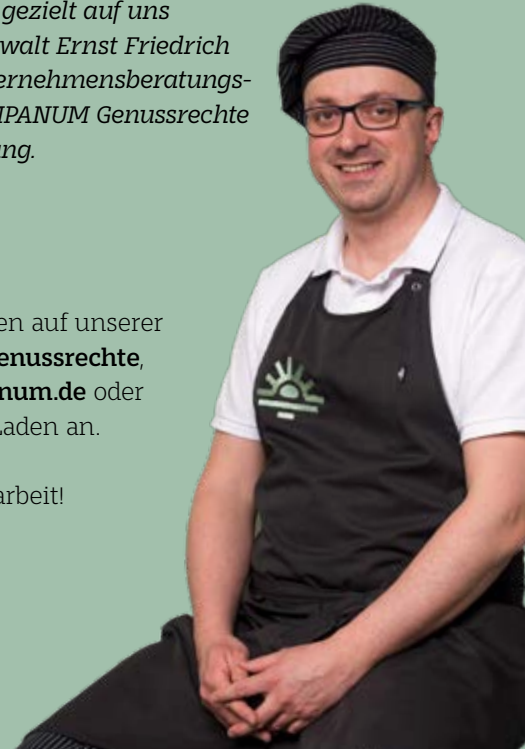 gezielt auf uns
walt Ernst Friedrich
ernehmensberatungs-
IPANUM Genussrechte
ng.
en auf unserer
enussrechte,
num.de oder
Laden an.
arbeit!